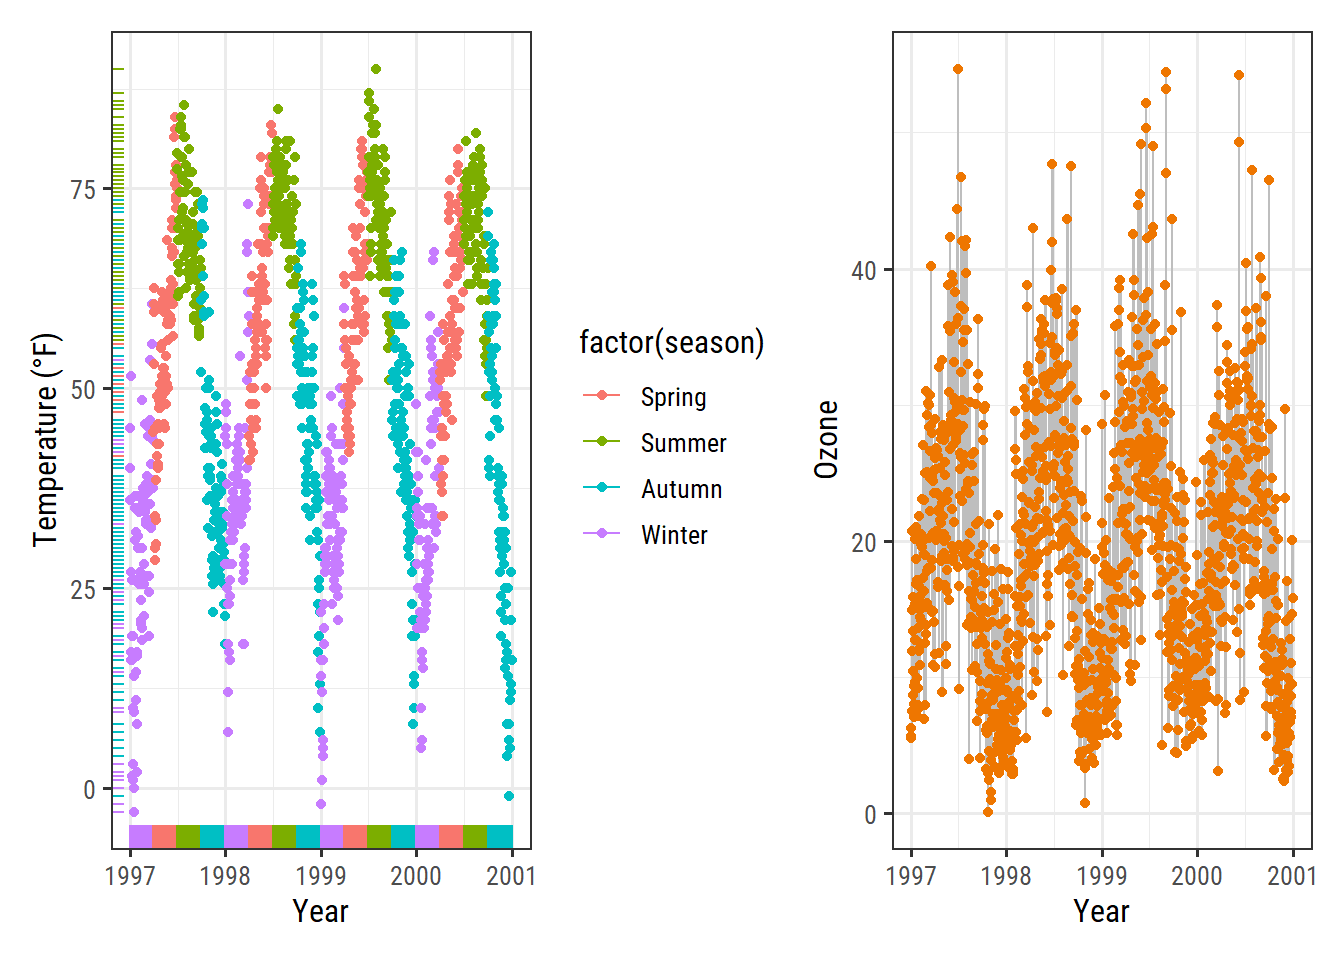 Temperature (°F)
75
50
25
0
1997 1998 1999 2000 2001
Year
factor(season)
Spring
Summer
Autumn
Winter
Ozone
40
20
0
1997 1998 1999 2000 2001
Year